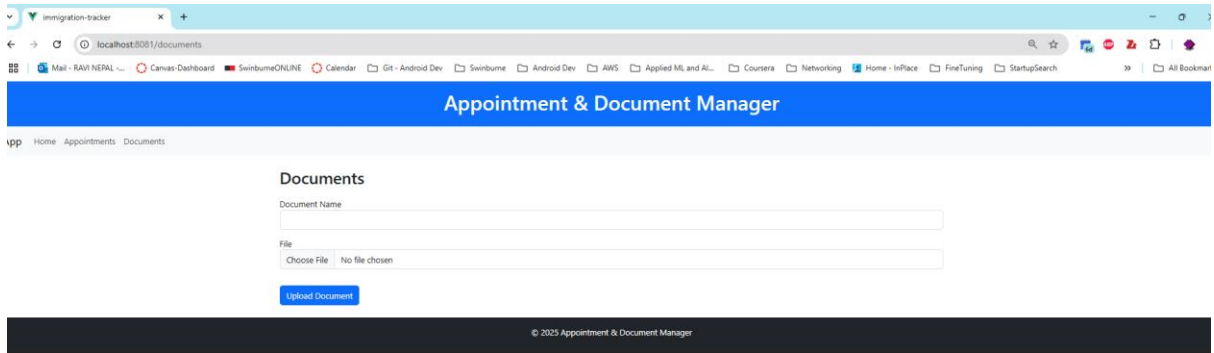 immigration-tracker
localhost:8081/documents
Mail - RAVI NEPAL -... Canvas-Dashboard SwinburneONLINE Calendar Git - Android Dev Swinburne Android Dev AWS Applied ML and AI... Coursera Networking Home - InPlace FineTuning StartupSearch » All Bookmar
Appointment & Document Manager
App Home Appointments Documents
Documents
Document Name
File
Choose File No file chosen
Upload Document
© 2025 Appointment & Document Manager